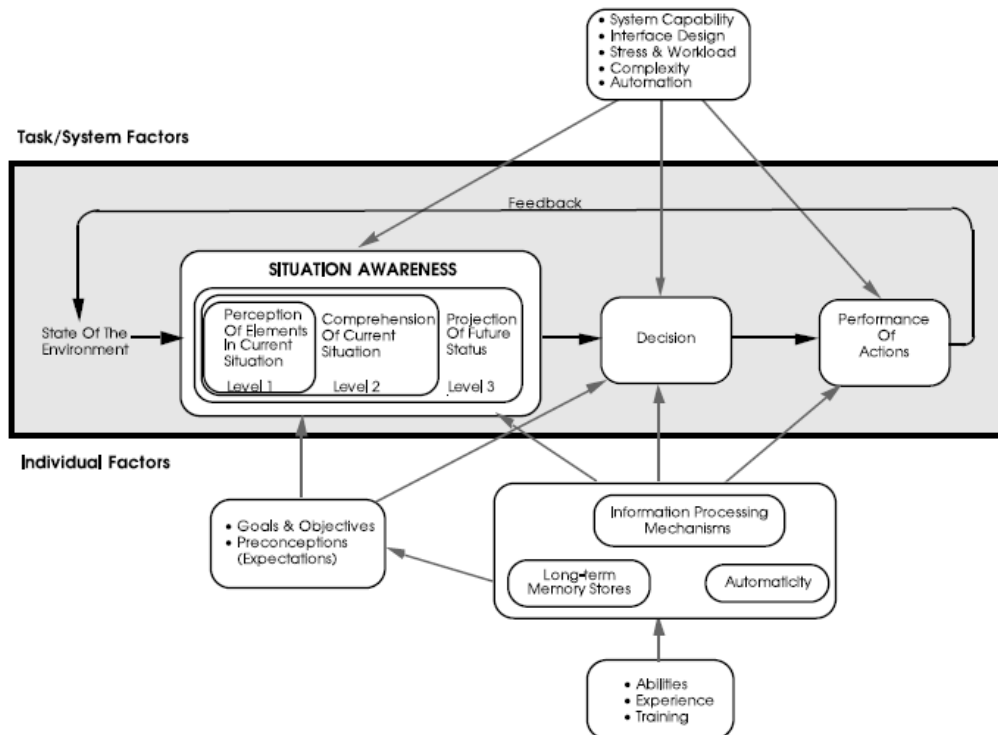 • System Capability
• Interface Design
• Stress & Workload
• Complexity
• Automation
Task/System Factors
Feedback
SITUATION AWARENESS
Perception
Of Elements
In Current
Situation
Level 1
Comprehension
Of Current
Situation
Level 2
Projection
Of Future
Status
Level 3
State Of The
Environment
Decision
Performance
Of
Actions
Individual Factors
• Goals & Objectives
• Preconceptions
(Expectations)
Information Processing
Mechanisms
Long-term
Memory Stores
Automaticity
• Abilities
• Experience
• Training